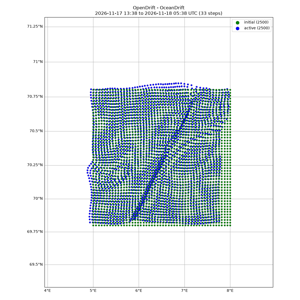 OpenDrift - OceanDrift
2026-11-17 13:38 to 2026-11-18 05:38 UTC (33 steps)
initial (2500)
active (2500)
71.25°N
71°N
70.75°N
70.5°N
70.25°N
70°N
69.75°N
69.5°N
4°E
5°E
6°E
7°E
8°E